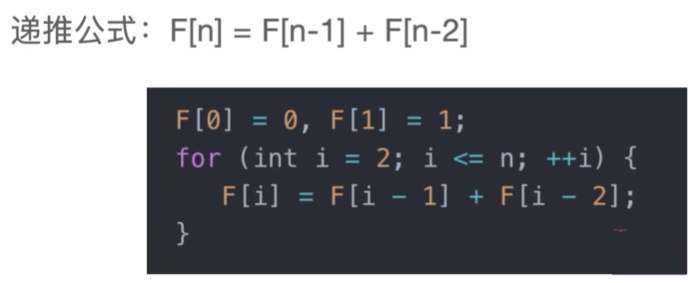 递推公式：F[n] = F[n-1] + F[n-2]
F[0] = 0, F[1] = 1;
for (int i = 2; i <= n; ++i) {
    F[i] = F[i - 1] + F[i - 2];
}